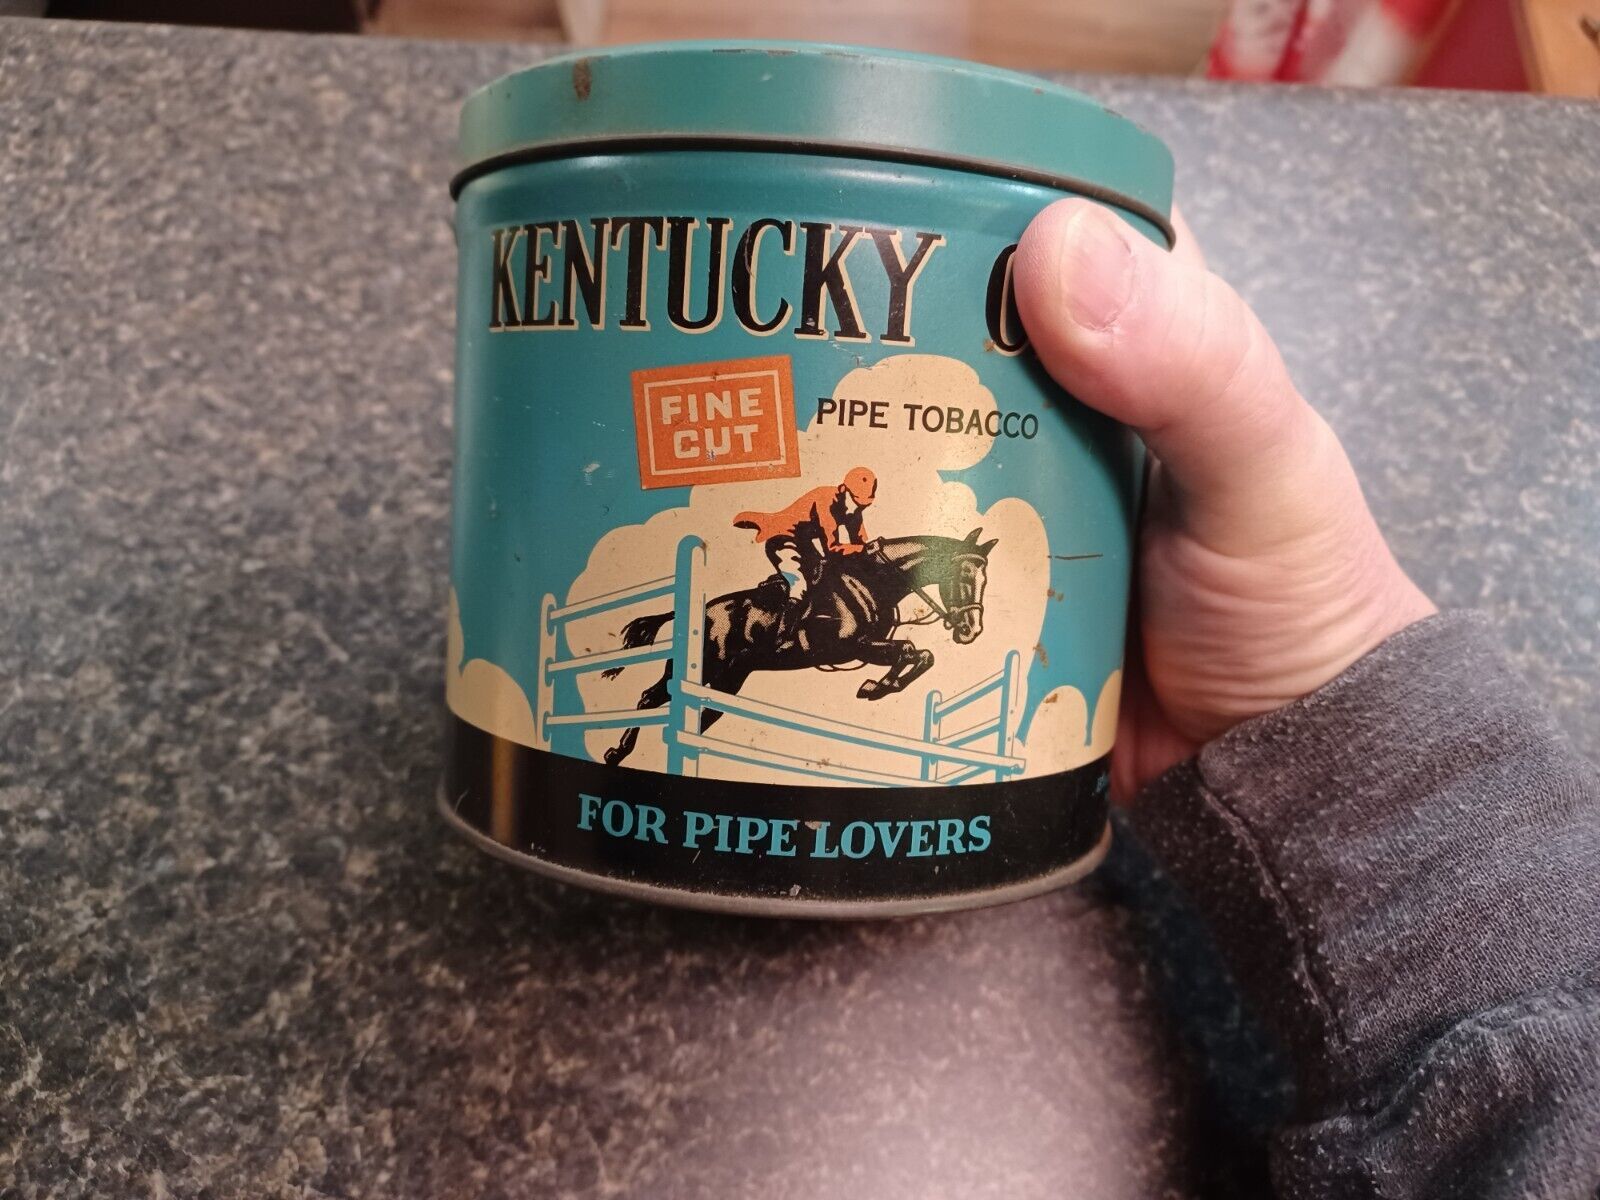 KENTUCKY
FINE
CUT
PIPE TOBACCO
FOR PIPE LOVERS